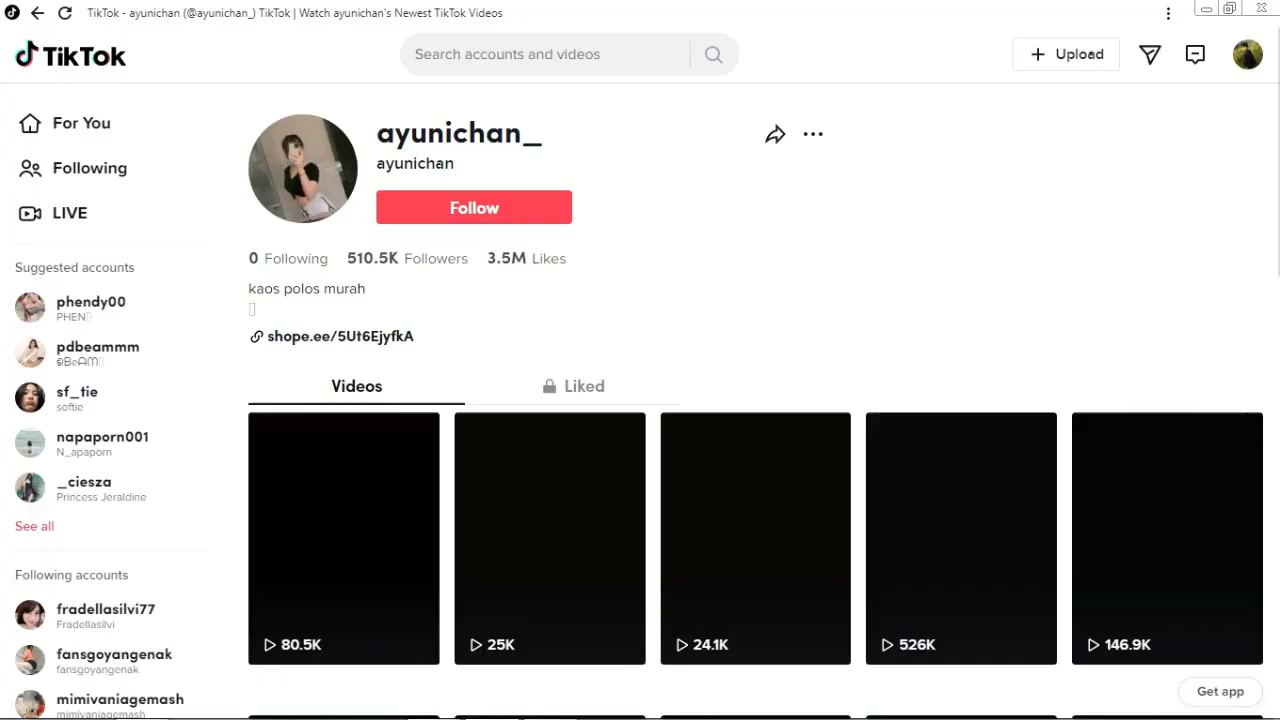 TikTok - ayunichan (@ayunichan_) TikTok | Watch ayunichan's Newest TikTok Videos
TikTok
Search accounts and videos
Upload
For You
Following
LIVE
Suggested accounts
phendy00
PHEN
pdbeammm
sf_tie
softie
napaporn001
N_apaporn
_ciesza
Princess Jeraldine
See all
Following accounts
fradellasilvi77
Fradellasilvi
fansgoyangenak
fansgoyangenak
mimivaniagemash
mimivaniagemash
ayunichan_
ayunichan
Follow
0 Following 510.5K Followers 3.5M Likes
kaos polos murah
shope.ee/5Ut6EjyfkA
Videos Liked
80.5K 25K 24.1K 526K 146.9K
Get app